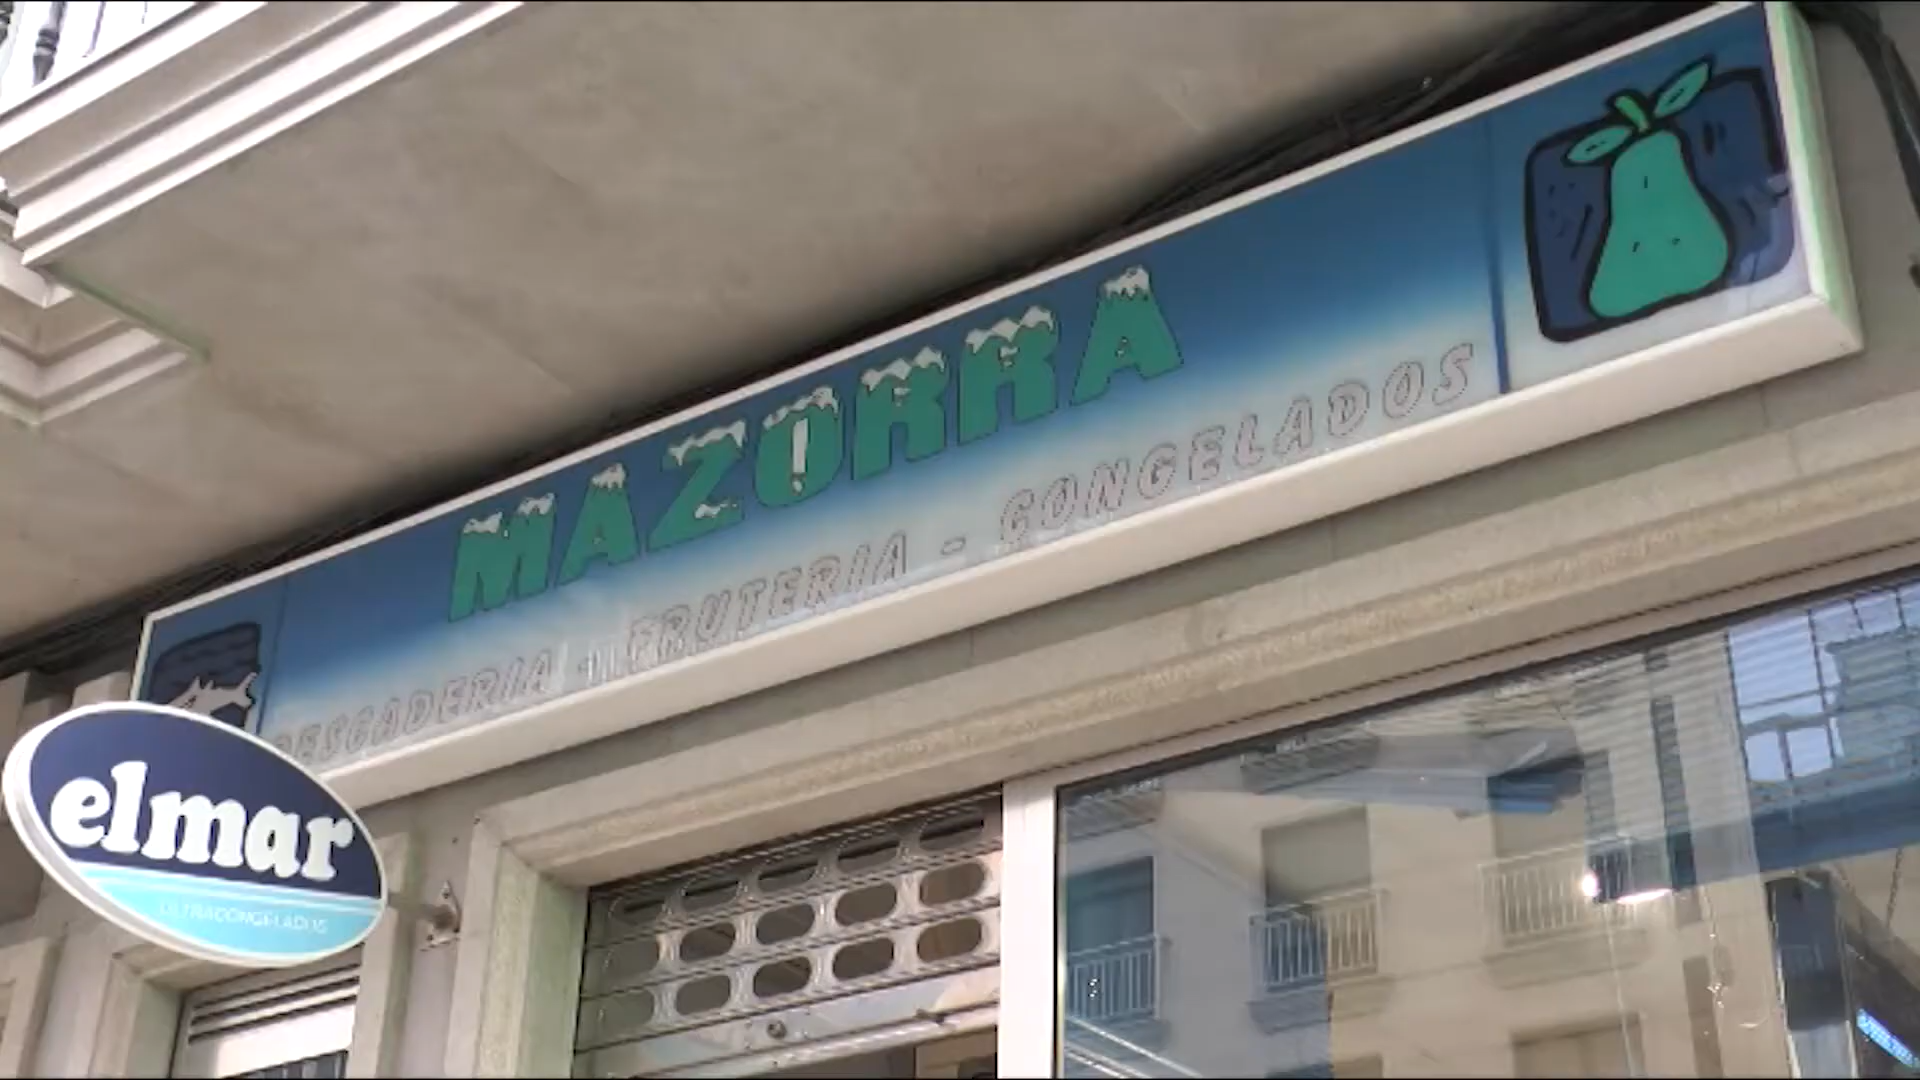 MAZORRA
PESCADERIA - FRUTERIA - CONGELADOS
elmar
ULTRACONGELADOS